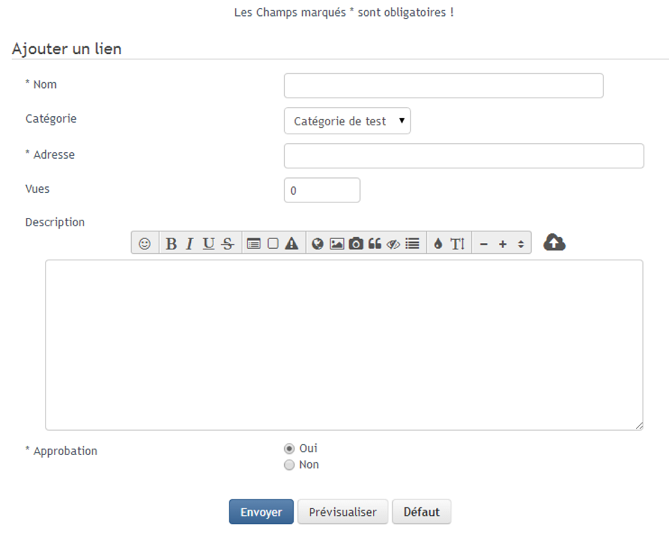 Les Champs marqués * sont obligatoires !
Ajouter un lien
* Nom
Catégorie
Catégorie de test
* Adresse
Vues
0
Description
B I U S
T
* Approbation
Oui
Non
Envoyer Prévisualiser Défaut